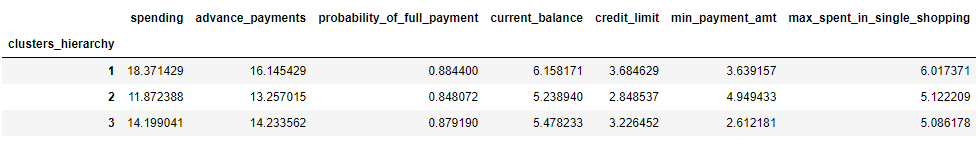 spending advance_payments probability_of_full_payment current_balance credit_limit min_payment_amt max_spent_in_single_shopping
clusters_hierarchy
1 18.371429 16.145429 0.884400 6.158171 3.684629 3.639157 6.017371
2 11.872388 13.257015 0.848072 5.238940 2.848537 4.949433 5.122209
3 14.199041 14.233562 0.879190 5.478233 3.226452 2.612181 5.086178